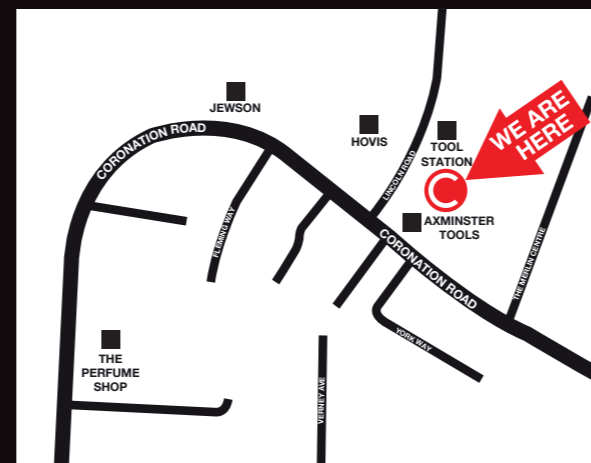 JEWSON
CORONATION ROAD
HOVIS
LINCOLN ROAD
TOOL
STATION
WE ARE
HERE
C
AXMINSTER
TOOLS
FLEMING WAY
CORONATION ROAD
THE MERLIN CENTRE
YORK WAY
THE
PERFUME
SHOP
VERNEY AVE